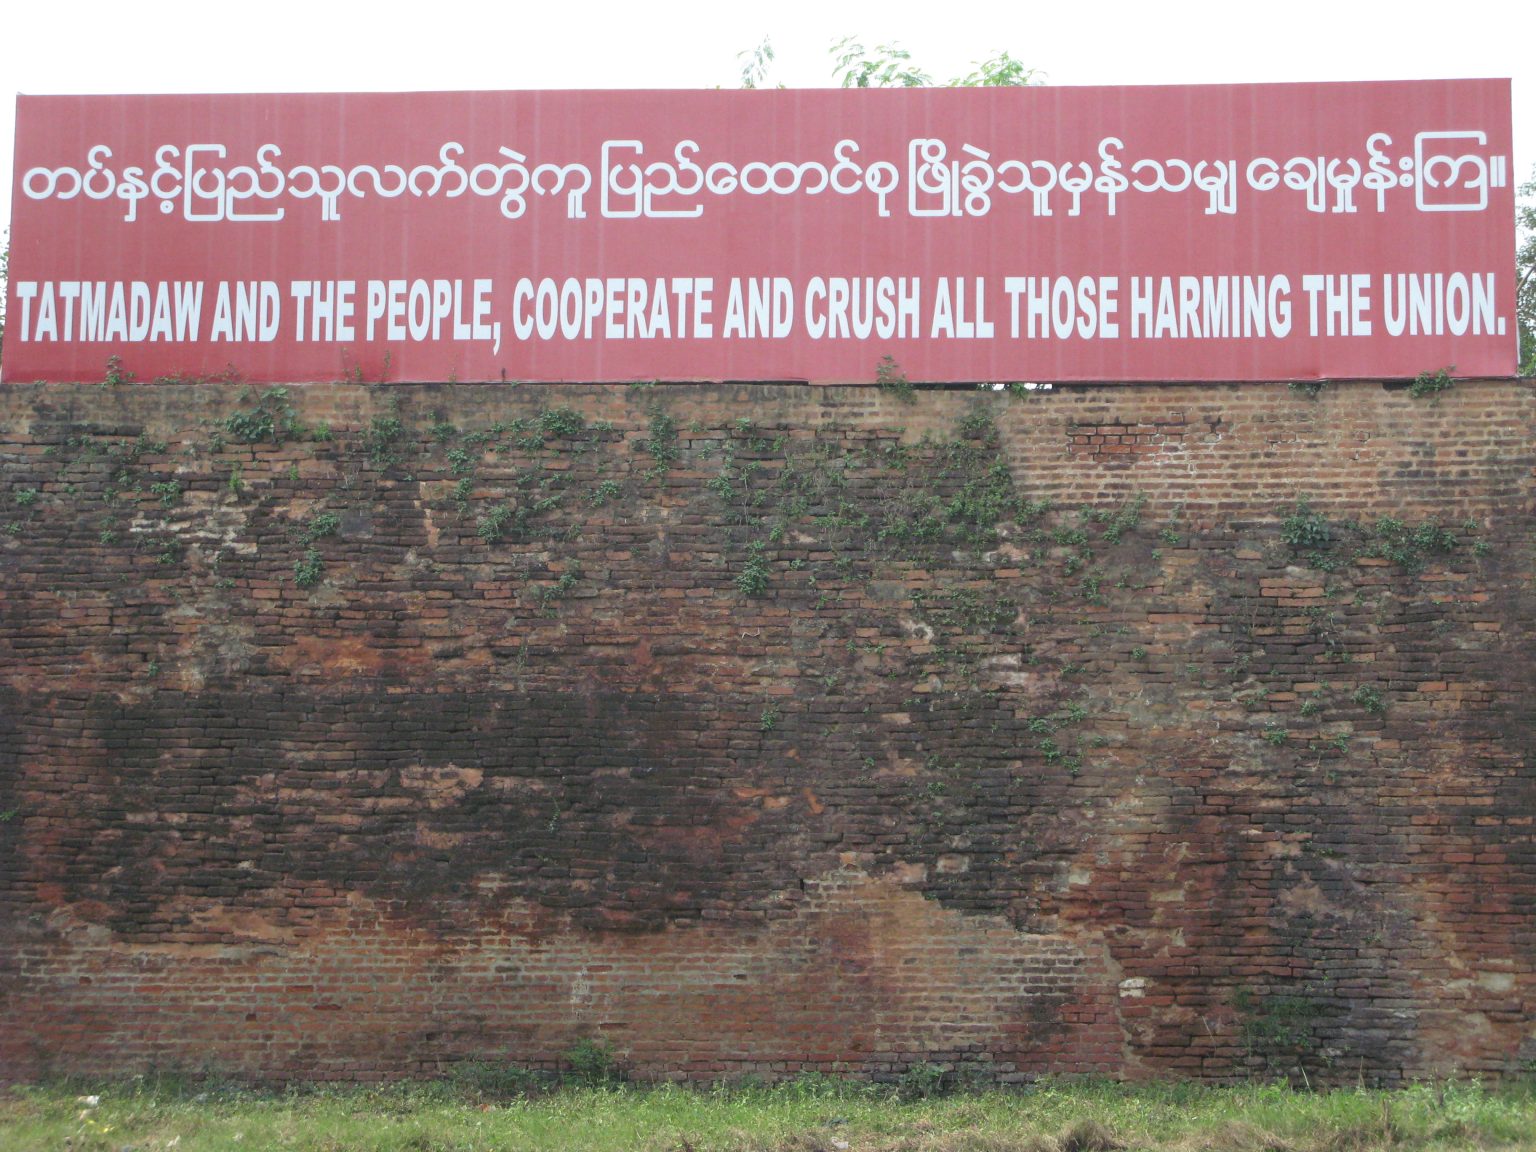 တပ်နှင့်ပြည်သူလက်တွဲကူ ပြည်ထောင်စု ဖြိုခွဲသူမှန်သမျှ ချေမှုန်းကြ။
TATMADAW AND THE PEOPLE, COOPERATE AND CRUSH ALL THOSE HARMING THE UNION.